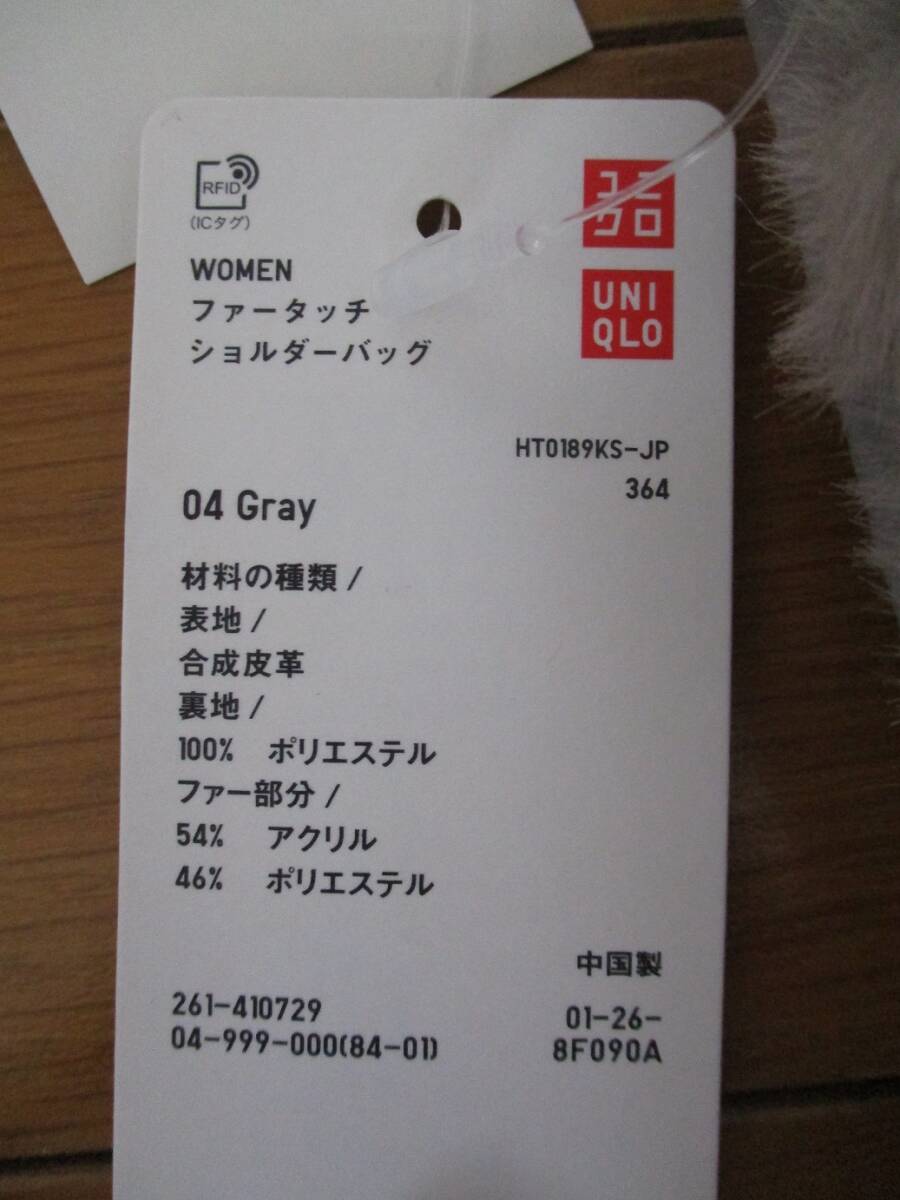 RFID
(ICタグ)
ユニ
クロ
UNI
QLO
WOMEN
ファータッチ
ショルダーバッグ
HT0189KS-JP
364
04 Gray
材料の種類 /
表地 /
合成皮革
裏地 /
100% ポリエステル
ファー部分 /
54% アクリル
46% ポリエステル
中国製
261-410729
04-999-000(84-01)
01-26-
8F090A